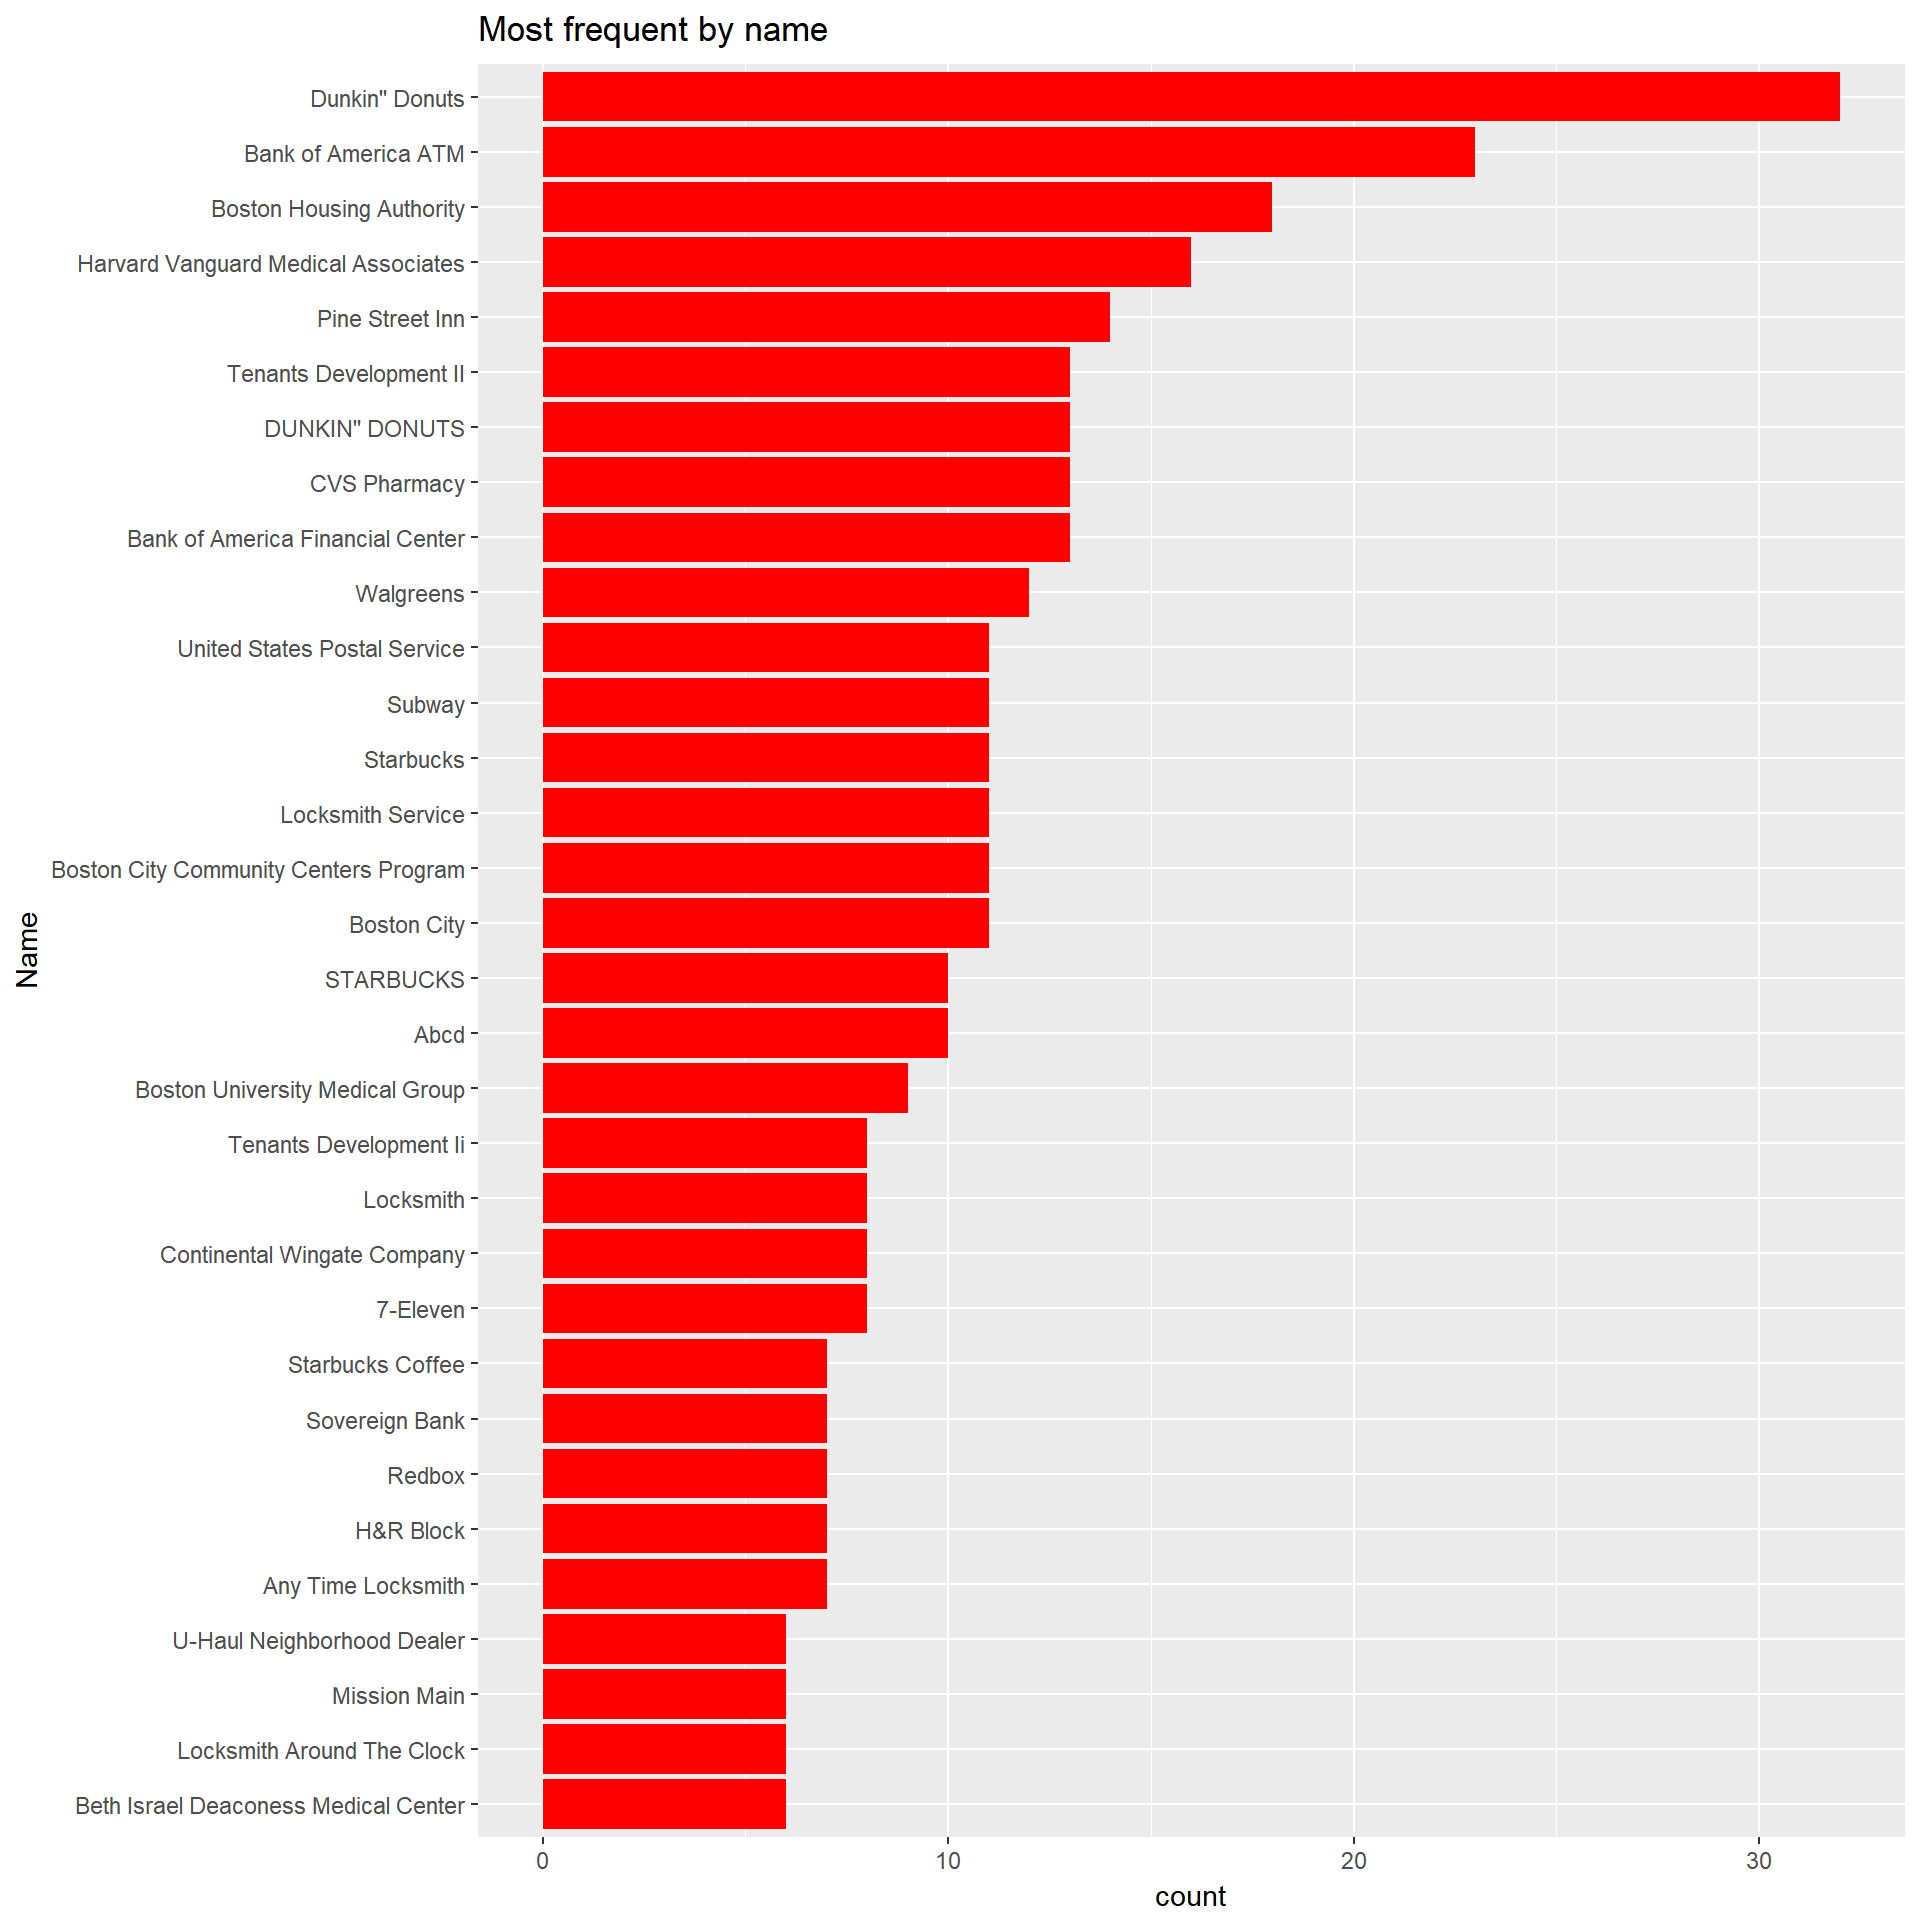 Most frequent by name
Dunkin" Donuts
Bank of America ATM
Boston Housing Authority
Harvard Vanguard Medical Associates
Pine Street Inn
Tenants Development II
DUNKIN" DONUTS
CVS Pharmacy
Bank of America Financial Center
Walgreens
United States Postal Service
Subway
Starbucks
Locksmith Service
Boston City Community Centers Program
Boston City
STARBUCKS
Abcd
Boston University Medical Group
Tenants Development Ii
Locksmith
Continental Wingate Company
7-Eleven
Starbucks Coffee
Sovereign Bank
Redbox
H&R Block
Any Time Locksmith
U-Haul Neighborhood Dealer
Mission Main
Locksmith Around The Clock
Beth Israel Deaconess Medical Center
Name
0 10 20 30
count